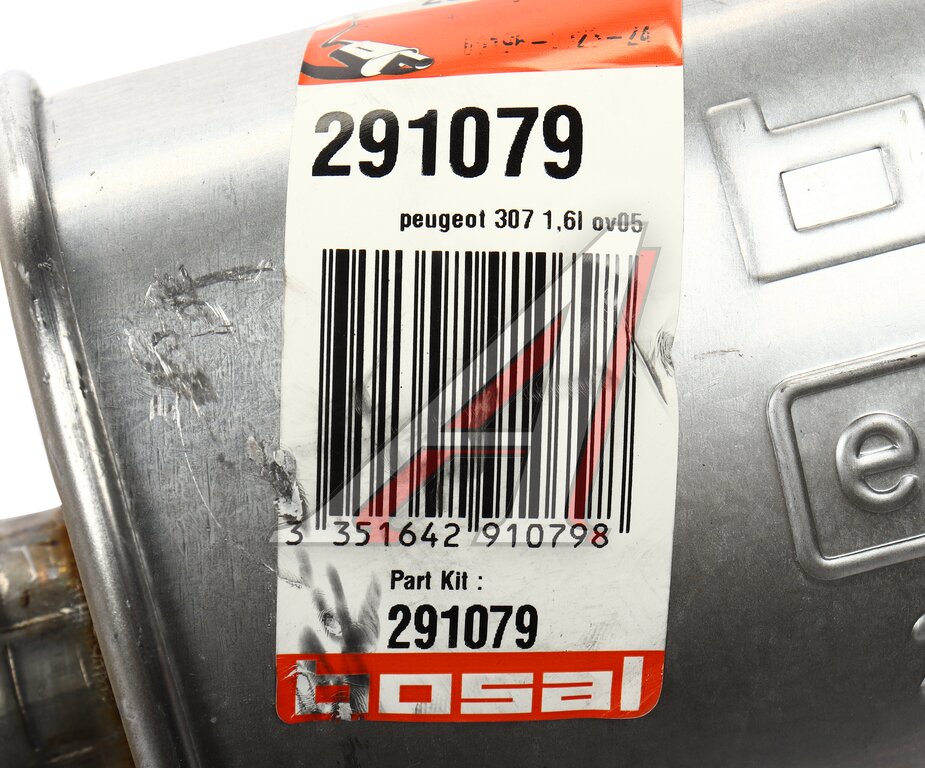 291079
peugeot 307 1,6l ov05
3 351642 910798
Part Kit :
291079
bosal
b
e